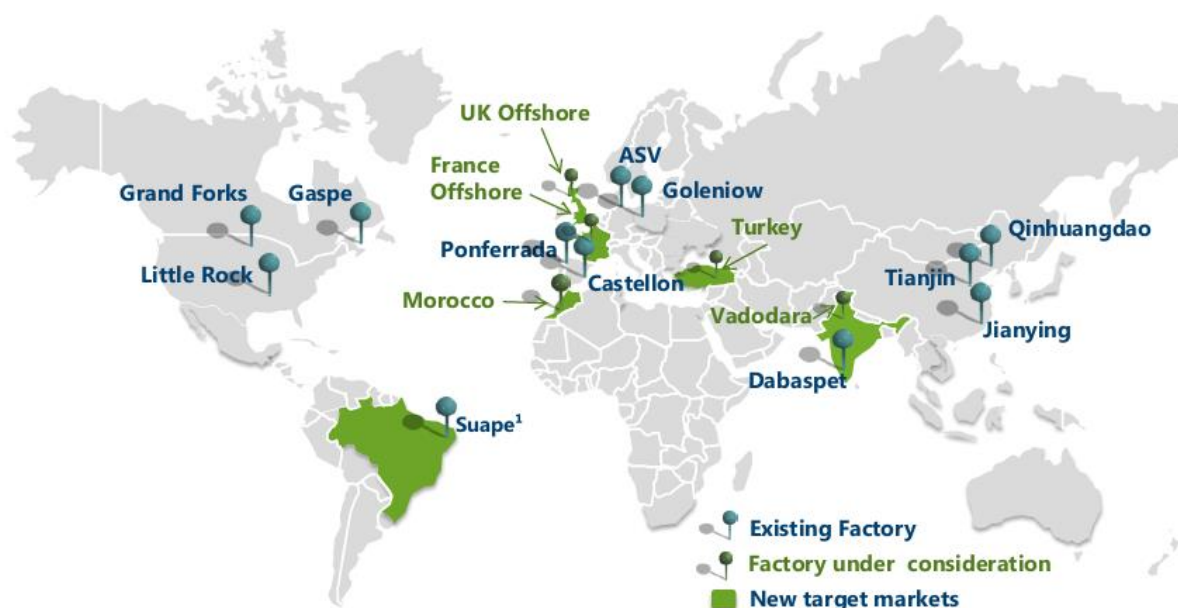 UK Offshore
ASV
France
Offshore
Goleniow
Grand Forks
Gaspe
Turkey
Qinhuangdao
Ponferrada
Little Rock
Castellon
Tianjin
Morocco
Vadodara
Jianying
Dabaspet
Suape¹
Existing Factory
Factory under consideration
New target markets